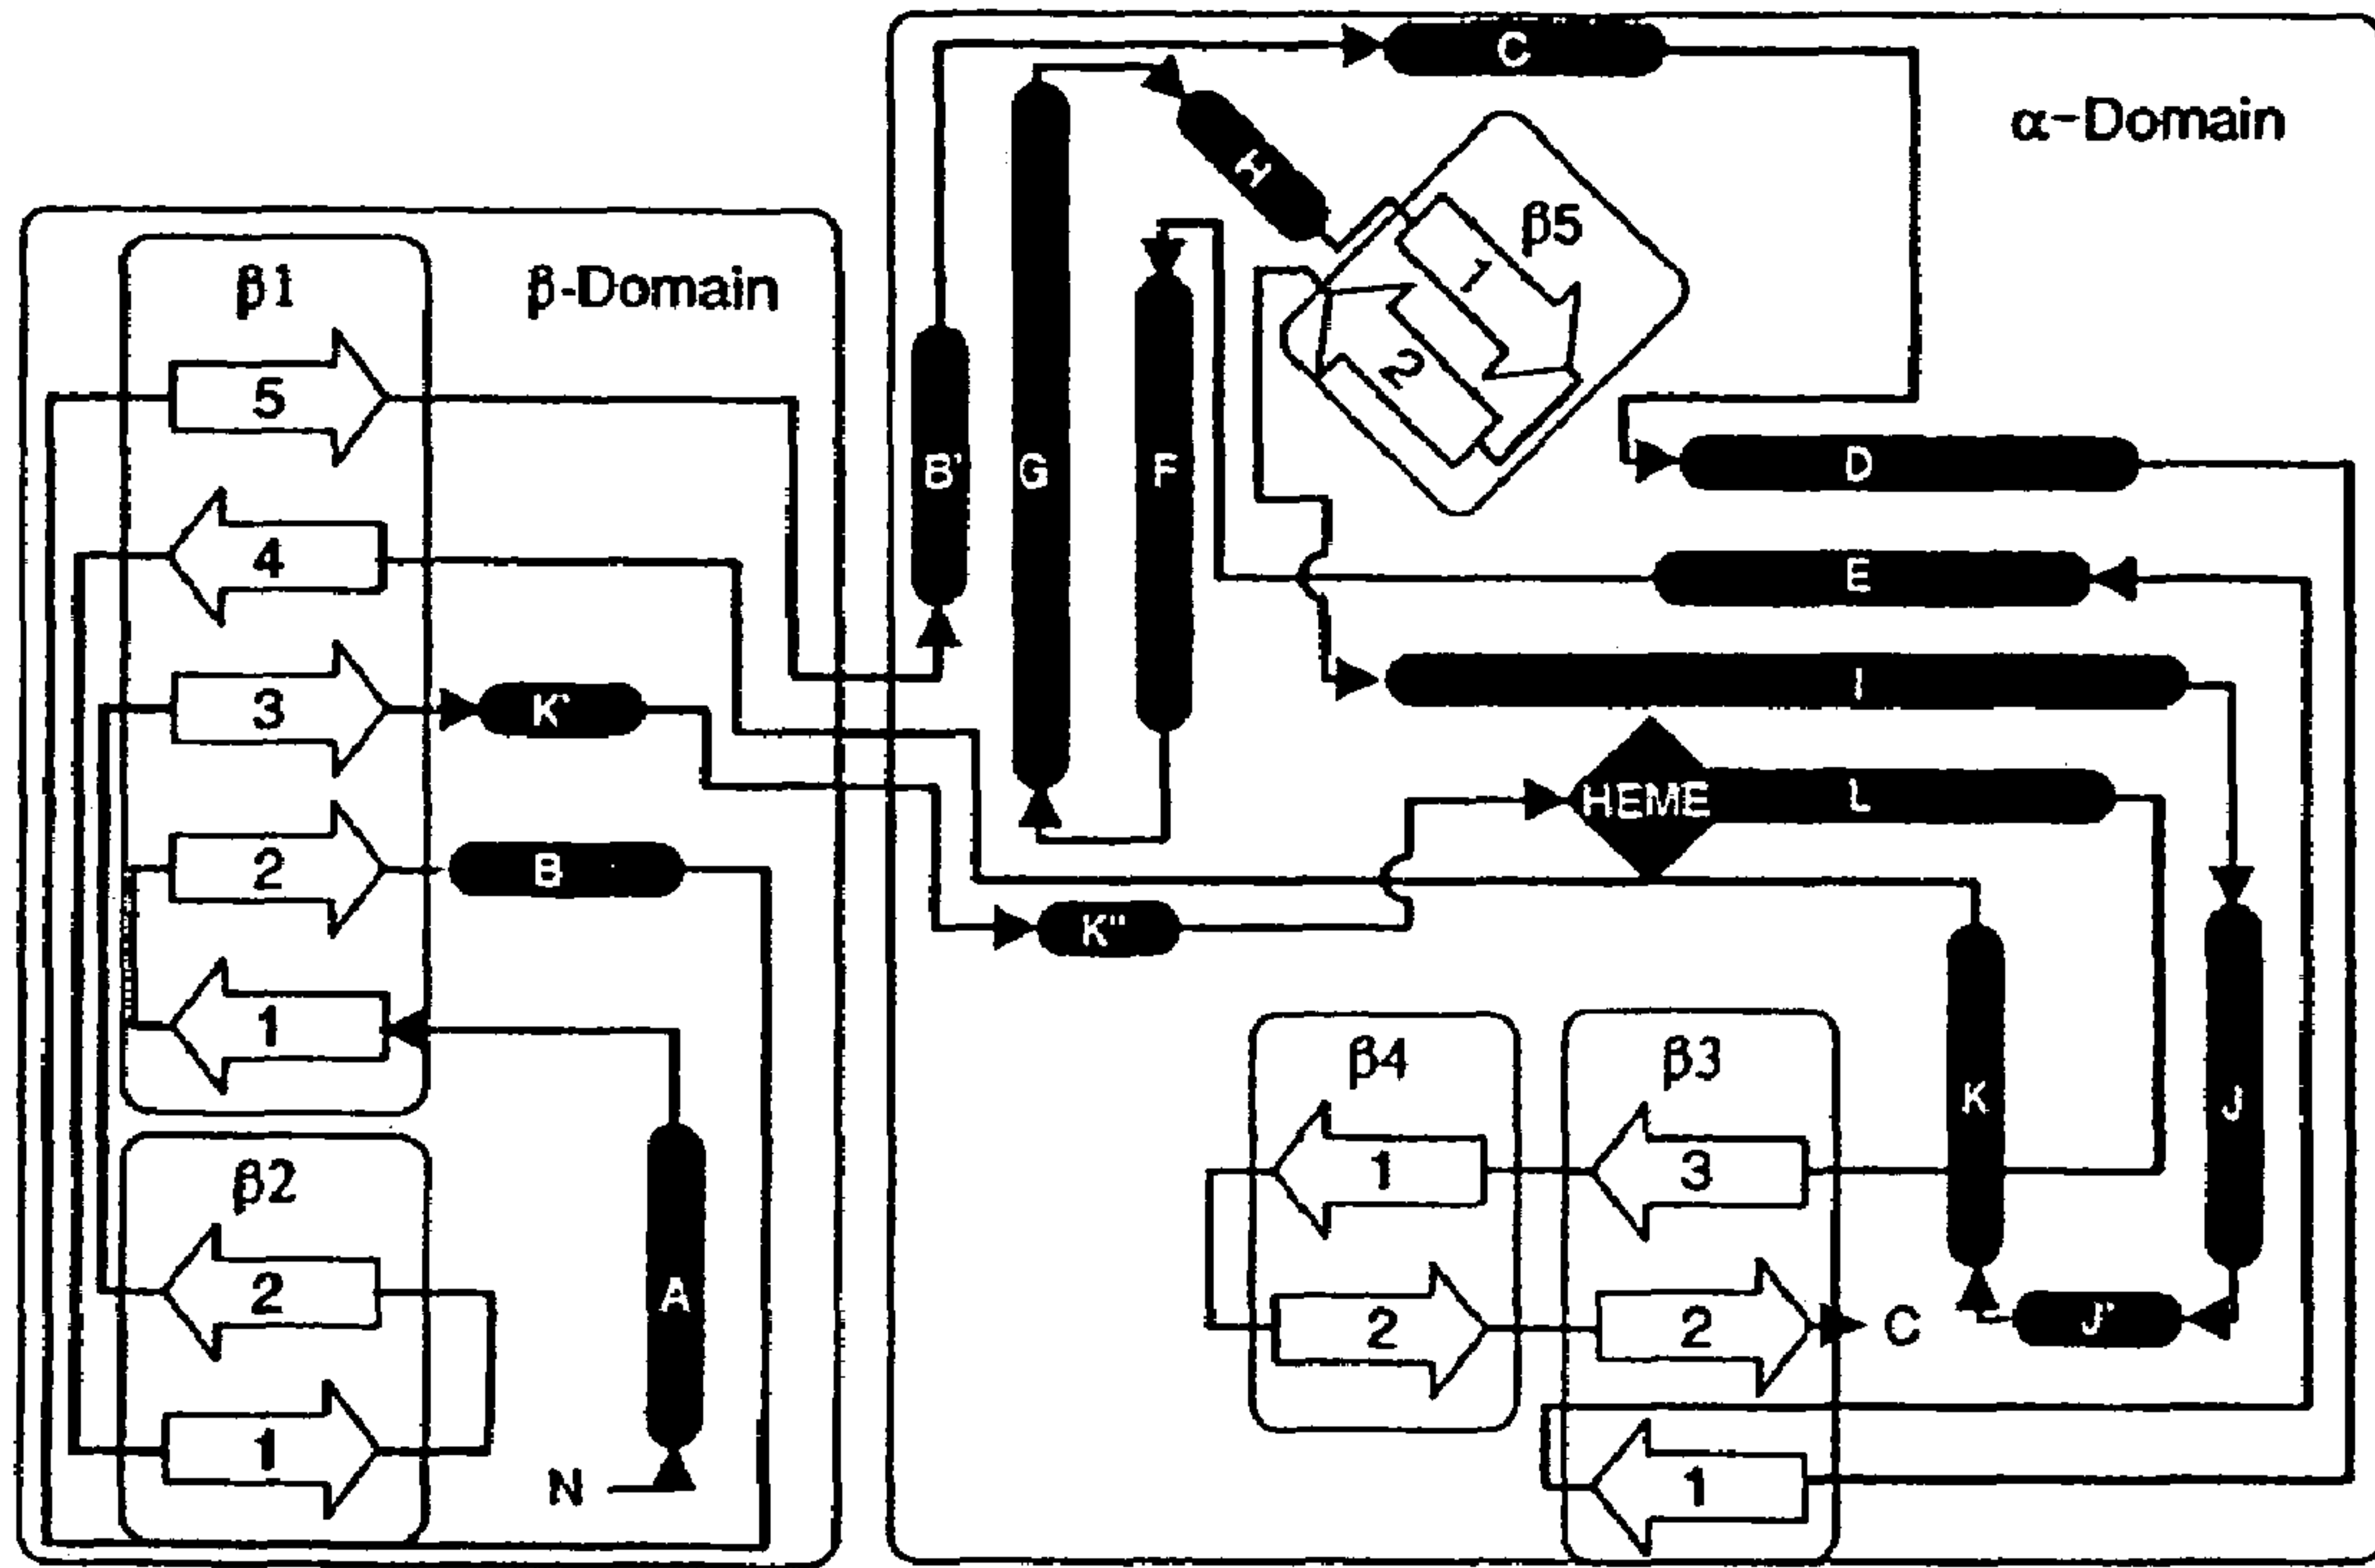 β-Domain
β1
5
4
3
K'
2
B
1
β2
2
A
1
N
α-Domain
C
H
β5
1
2
B'
G
F
D
E
I
HEME
L
K"
K
J
β4
β3
1
3
2
2
C
J'
1